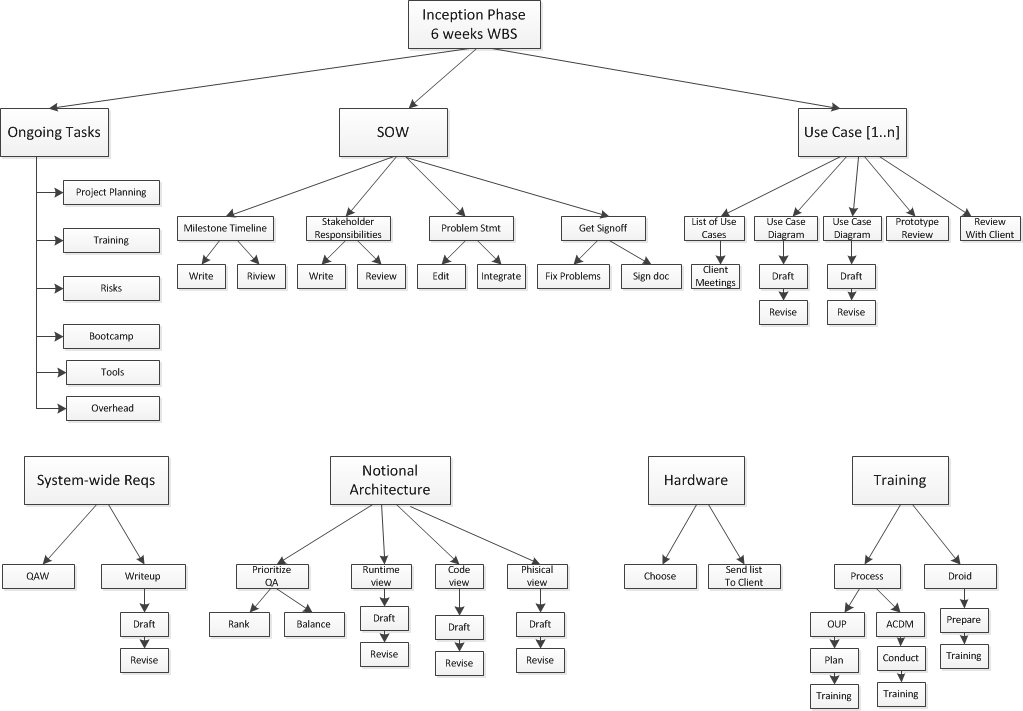 Inception Phase
6 weeks WBS
Ongoing Tasks
SOW
Use Case [1..n]
Project Planning
Training
Risks
Bootcamp
Tools
Overhead
Milestone Timeline
Stakeholder
Responsibilities
Problem Stmt
Get Signoff
Write
Riview
Write
Review
Edit
Integrate
Fix Problems
Sign doc
List of Use
Cases
Use Case
Diagram
Use Case
Diagram
Prototype
Review
Review
With Client
Client
Meetings
Draft
Draft
Revise
Revise
System-wide Reqs
Notional
Architecture
Hardware
Training
QAW
Writeup
Draft
Revise
Prioritize
QA
Runtime
view
Code
view
Phisical
view
Rank
Balance
Draft
Draft
Draft
Revise
Revise
Revise
Choose
Send list
To Client
Process
Droid
OUP
ACDM
Prepare
Plan
Conduct
Training
Training
Training